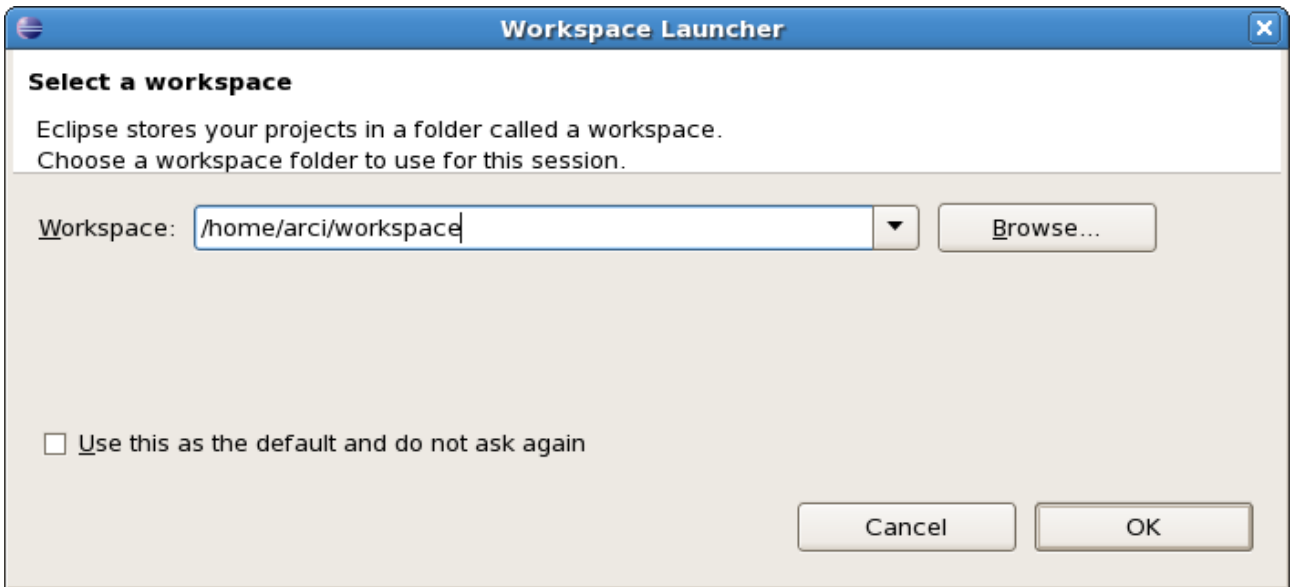 Workspace Launcher
Select a workspace
Eclipse stores your projects in a folder called a workspace.
Choose a workspace folder to use for this session.
Workspace: /home/arci/workspace Browse...
Use this as the default and do not ask again
Cancel OK